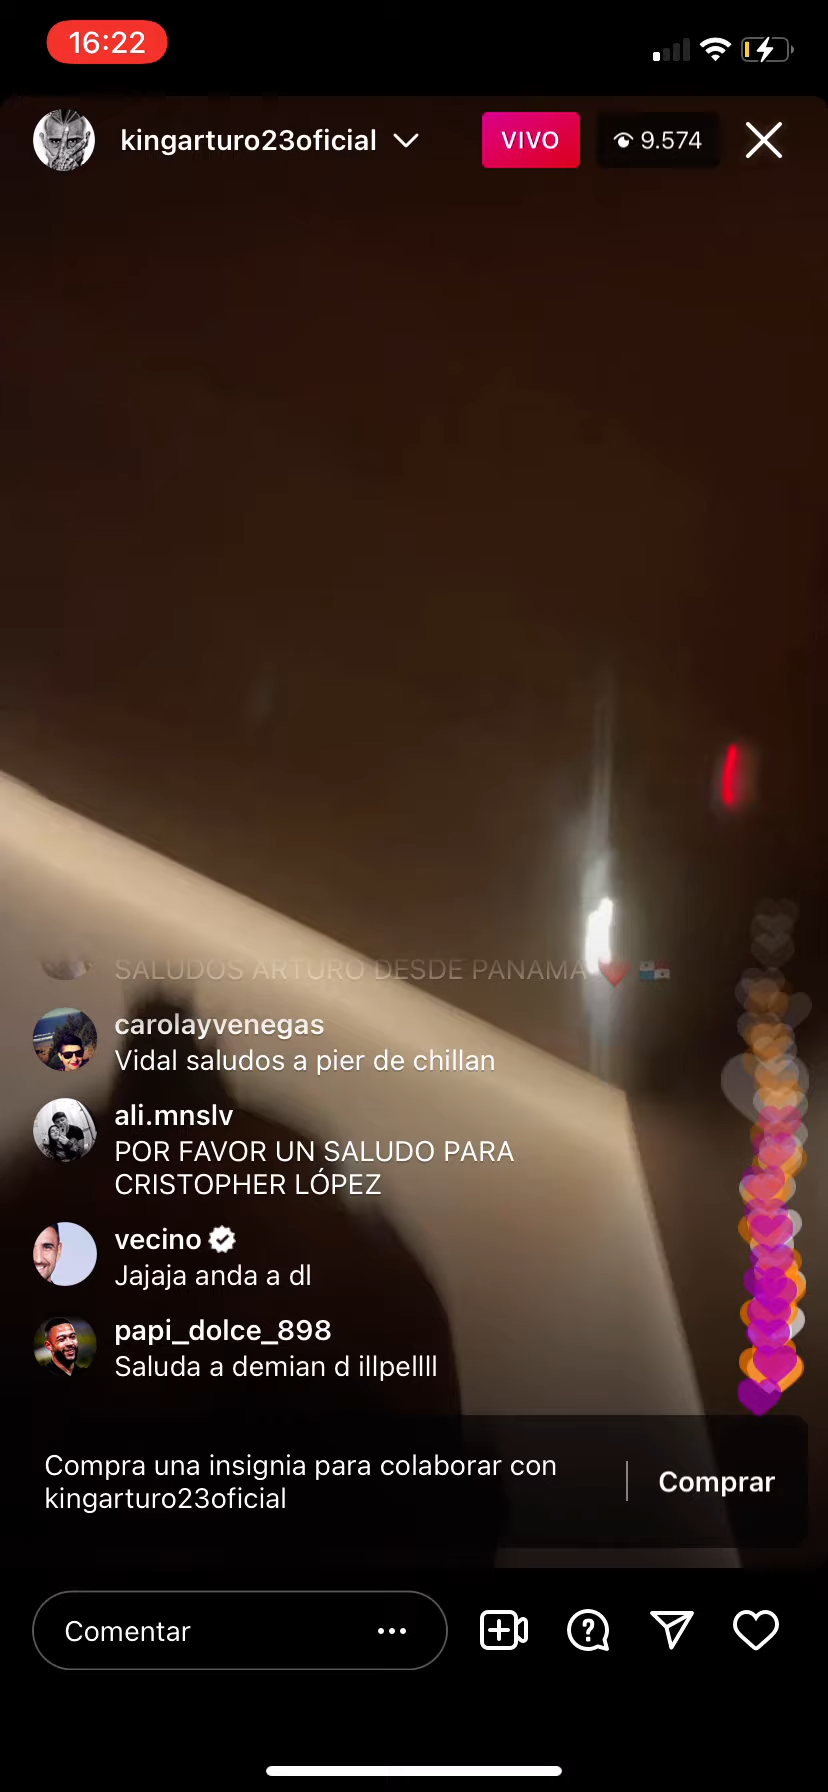 16:22
kingarturo23oficial
VIVO
9.574
SALUDOS ARTURO DESDE PANAMA❤️ 🇵🇦
carolayvenegas
Vidal saludos a pier de chillan
ali.mnslv
POR FAVOR UN SALUDO PARA
CRISTOPHER LÓPEZ
vecino
Jajaja anda a dl
papi_dolce_898
Saluda a demian d illpellll
Compra una insignia para colaborar con
kingarturo23oficial
Comprar
Comentar